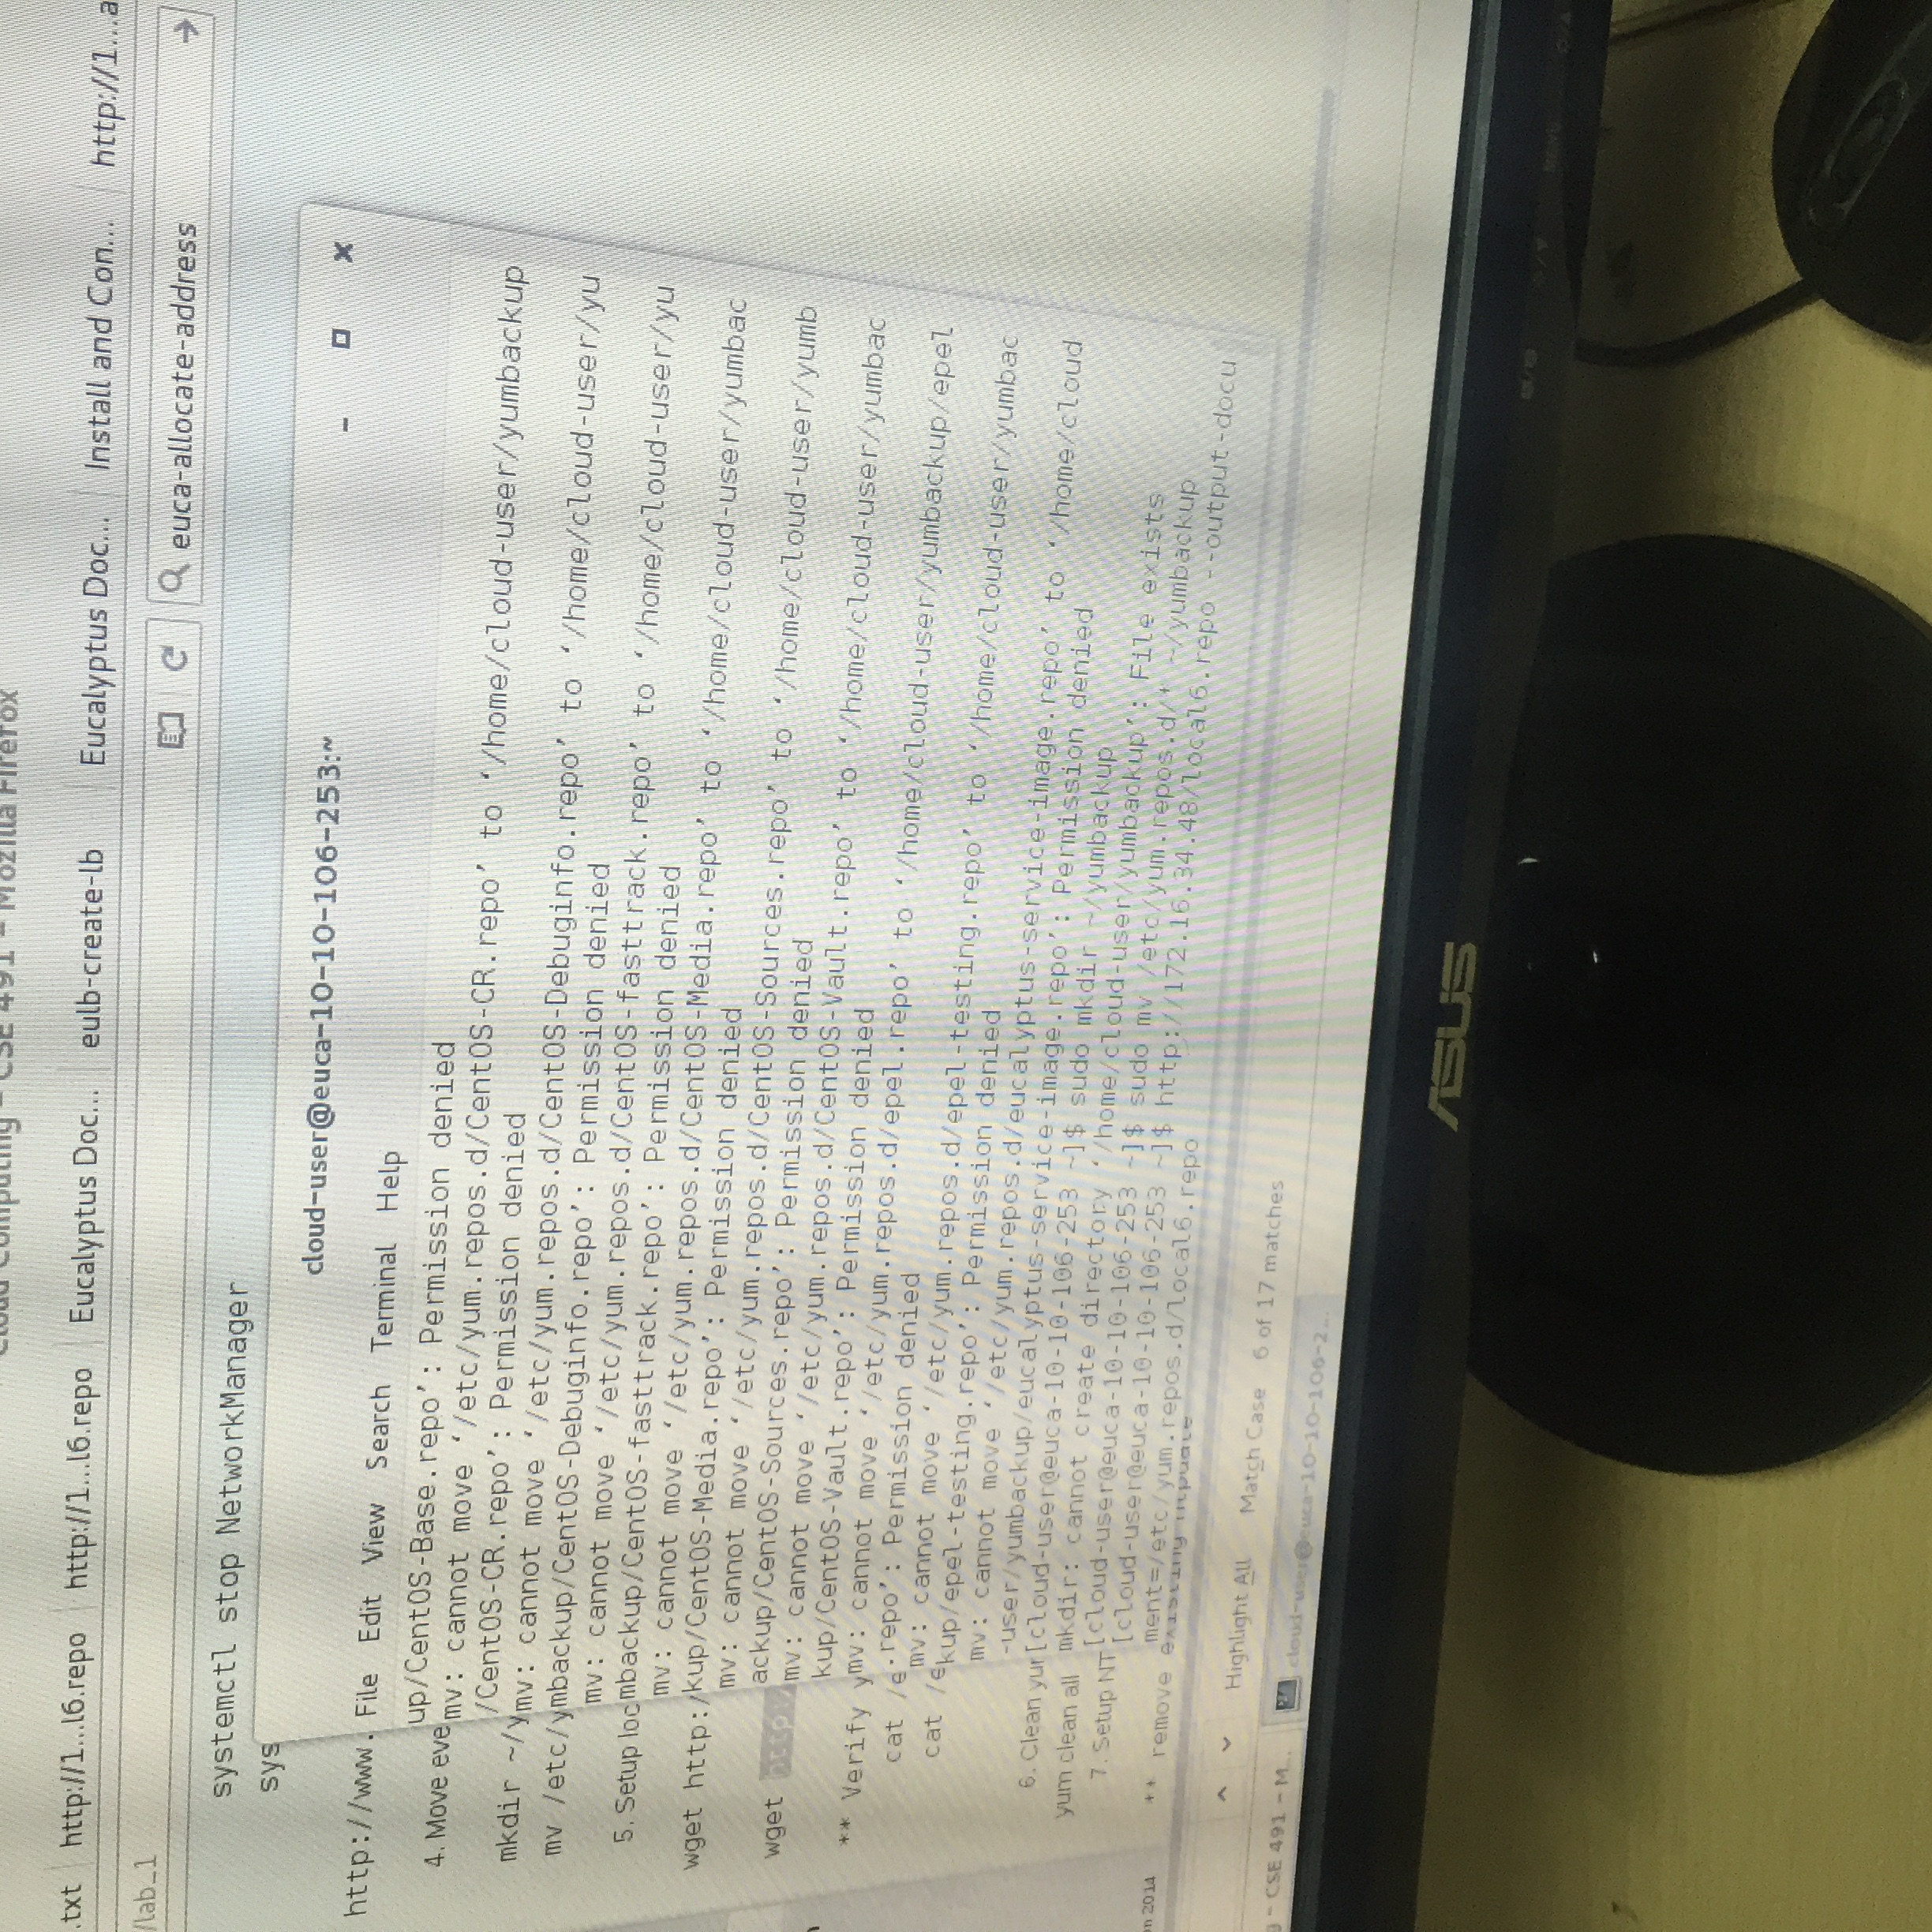 Cloud Computing - CSE 491 - Mozilla Firefox
.txt http://1...l6.repo http://1...l6.repo Eucalyptus Doc... eulb-create-lb Eucalyptus Doc... Install and Con... http://1...a
/lab_1 euca-allocate-address
systemctl stop NetworkManager
sys
cloud-user@euca-10-10-106-253:~
http://www.
File Edit View Search Terminal Help
4. Move eve
mkdir ~/y
mv /etc/y
5. Setup loc
wget http:/
wget http:/
** Verify y
cat /e
cat /e
6. Clean yur
yum clean all
7. Setup NT
** remove existing ntpdate
up/CentOS-Base.repo’: Permission denied
mv: cannot move ‘/etc/yum.repos.d/CentOS-CR.repo’ to ‘/home/cloud-user/yumbackup
/CentOS-CR.repo’: Permission denied
mv: cannot move ‘/etc/yum.repos.d/CentOS-Debuginfo.repo’ to ‘/home/cloud-user/yu
mbackup/CentOS-Debuginfo.repo’: Permission denied
mv: cannot move ‘/etc/yum.repos.d/CentOS-fasttrack.repo’ to ‘/home/cloud-user/yu
mbackup/CentOS-fasttrack.repo’: Permission denied
mv: cannot move ‘/etc/yum.repos.d/CentOS-Media.repo’ to ‘/home/cloud-user/yumbac
kup/CentOS-Media.repo’: Permission denied
mv: cannot move ‘/etc/yum.repos.d/CentOS-Sources.repo’ to ‘/home/cloud-user/yumb
ackup/CentOS-Sources.repo’: Permission denied
mv: cannot move ‘/etc/yum.repos.d/CentOS-Vault.repo’ to ‘/home/cloud-user/yumbac
kup/CentOS-Vault.repo’: Permission denied
mv: cannot move ‘/etc/yum.repos.d/epel.repo’ to ‘/home/cloud-user/yumbackup/epel
.repo’: Permission denied
mv: cannot move ‘/etc/yum.repos.d/epel-testing.repo’ to ‘/home/cloud-user/yumbac
kup/epel-testing.repo’: Permission denied
mv: cannot move ‘/etc/yum.repos.d/eucalyptus-service-image.repo’ to ‘/home/cloud
-user/yumbackup/eucalyptus-service-image.repo’: Permission denied
[cloud-user@euca-10-10-106-253 ~]$ sudo mkdir ~/yumbackup
mkdir: cannot create directory ‘/home/cloud-user/yumbackup’: File exists
[cloud-user@euca-10-10-106-253 ~]$ sudo mv /etc/yum.repos.d/* ~/yumbackup
[cloud-user@euca-10-10-106-253 ~]$ http://172.16.34.48/local6.repo --output-docu
ment=/etc/yum.repos.d/local6.repo
on 2014
Highlight All Match Case 6 of 17 matches
g - CSE 491 - M... cloud-user@euca-10-10-106-2...
ASUS